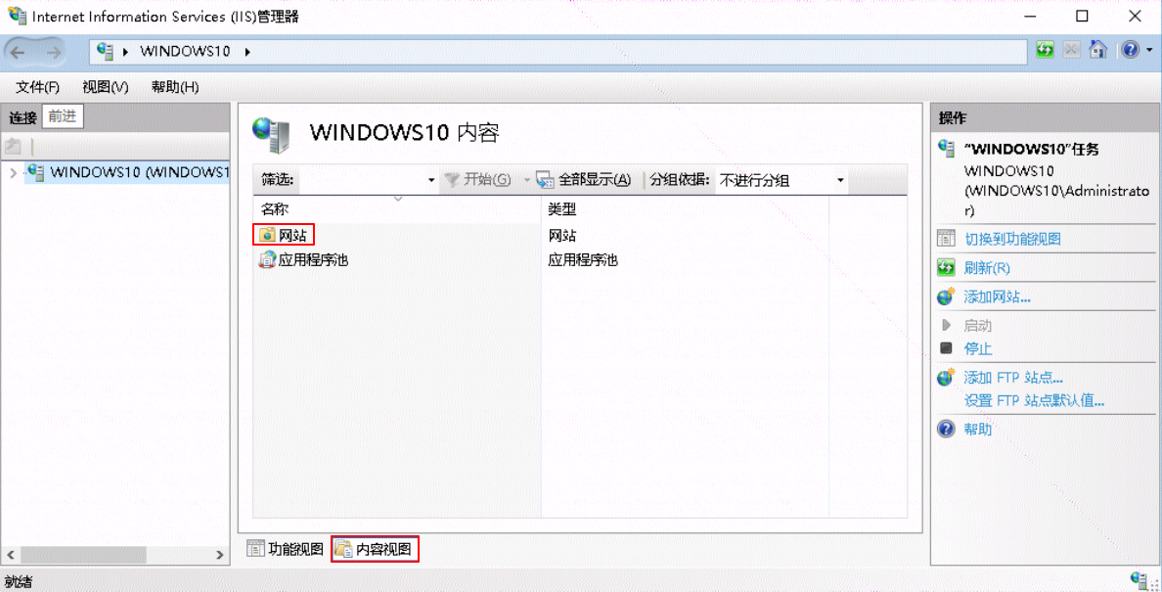 Internet Information Services (IIS)管理器
WINDOWS10
文件(F) 视图(V) 帮助(H)
连接 前进
WINDOWS10 (WINDOWS1
WINDOWS10 内容
筛选: 开始(G) 全部显示(A) 分组依据: 不进行分组
名称 类型
网站 网站
应用程序池 应用程序池
功能视图 内容视图
操作
“WINDOWS10”任务
WINDOWS10
(WINDOWS10\Administrato
r)
切换到功能视图
刷新(R)
添加网站...
启动
停止
添加 FTP 站点...
设置 FTP 站点默认值...
帮助
就绪